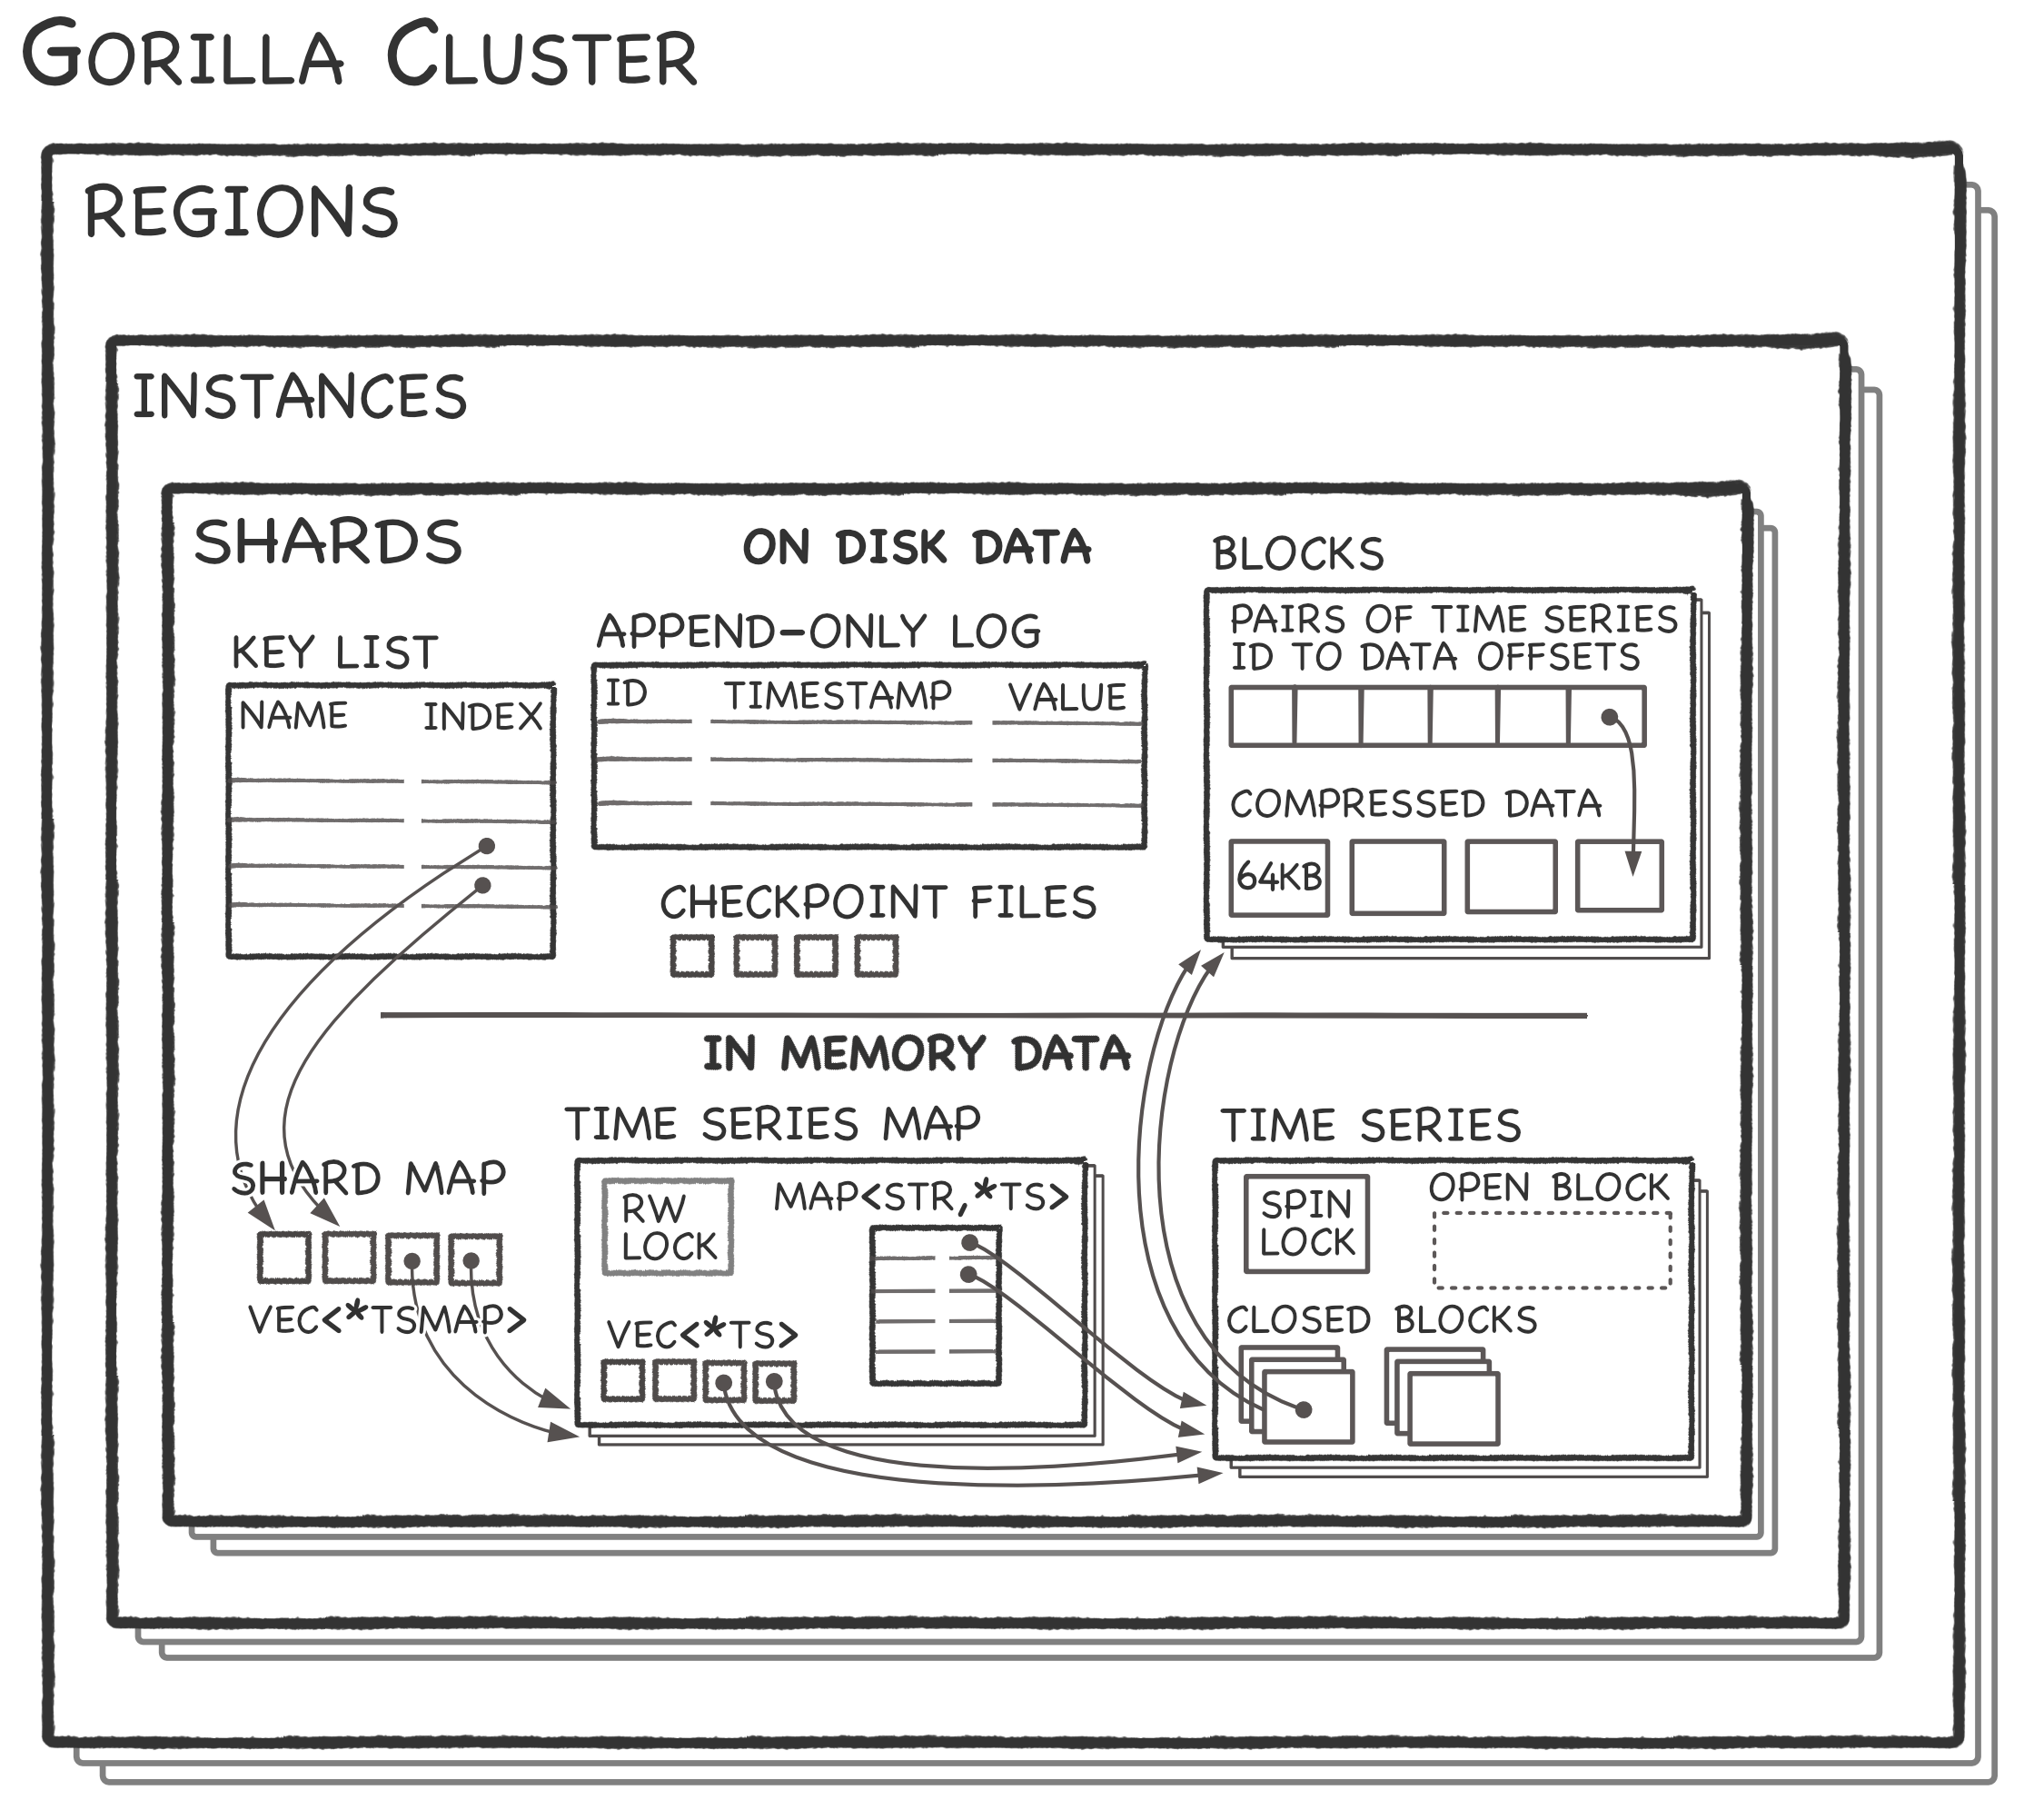 GORILLA CLUSTER
REGIONS
INSTANCES
SHARDS
ON DISK DATA
KEY LIST
NAME INDEX
APPEND-ONLY LOG
ID TIMESTAMP VALUE
CHECKPOINT FILES
BLOCKS
PAIRS OF TIME SERIES
ID TO DATA OFFSETS
COMPRESSED DATA
64KB
IN MEMORY DATA
SHARD MAP
VEC<*TSMAP>
TIME SERIES MAP
RW
LOCK
MAP<STR,*TS>
VEC<*TS>
TIME SERIES
SPIN
LOCK
OPEN BLOCK
CLOSED BLOCKS